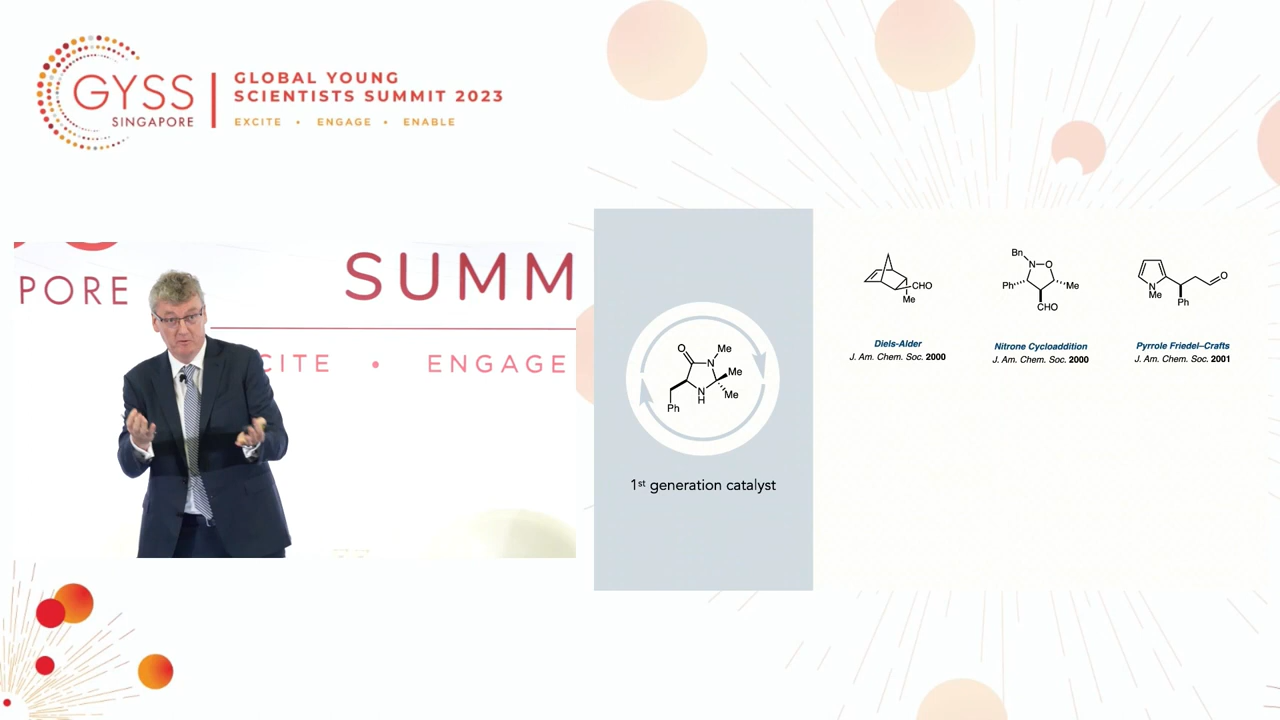 GYSS
SINGAPORE
GLOBAL YOUNG
SCIENTISTS SUMMIT 2023
EXCITE • ENGAGE • ENABLE
PORE
SUMM
CITE • ENGAGE
O
N
Me
Me
Me
N
H
Ph
1st generation catalyst
CHO
Me
Diels-Alder
J. Am. Chem. Soc. 2000
Bn
N
O
Ph
Me
CHO
Nitrone Cycloaddition
J. Am. Chem. Soc. 2000
N
Me
O
Ph
Pyrrole Friedel–Crafts
J. Am. Chem. Soc. 2001